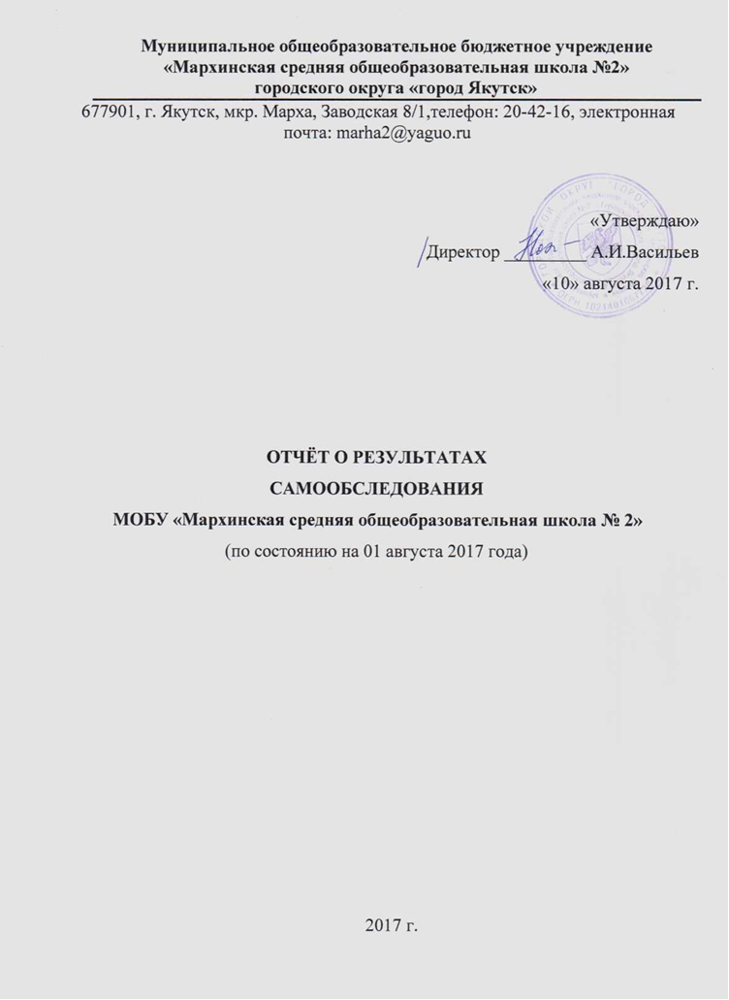 Муниципальное общеобразовательное бюджетное учреждение
«Мархинская средняя общеобразовательная школа №2»
городского округа «город Якутск»
677901, г. Якутск, мкр. Марха, Заводская 8/1,телефон: 20-42-16, электронная
почта: marha2@yaguo.ru
«Утверждаю»
/Директор _________ А.И.Васильев
«10» августа 2017 г.
ОТЧЁТ О РЕЗУЛЬТАТАХ
САМООБСЛЕДОВАНИЯ
МОБУ «Мархинская средняя общеобразовательная школа № 2»
(по состоянию на 01 августа 2017 года)
2017 г.